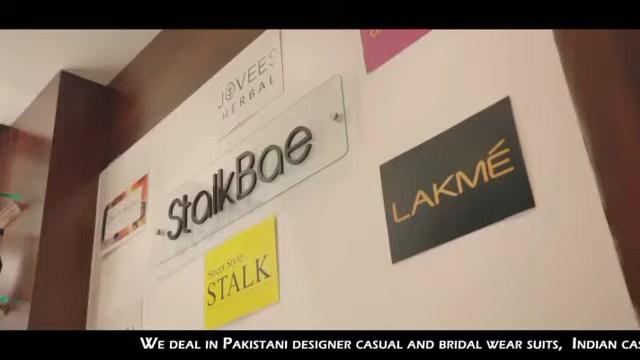 JOVEES
HERBAL
StalkBae
LAKMÉ
Street Style
STALK
WE DEAL IN PAKISTANI DESIGNER CASUAL AND BRIDAL WEAR SUITS, INDIAN CA